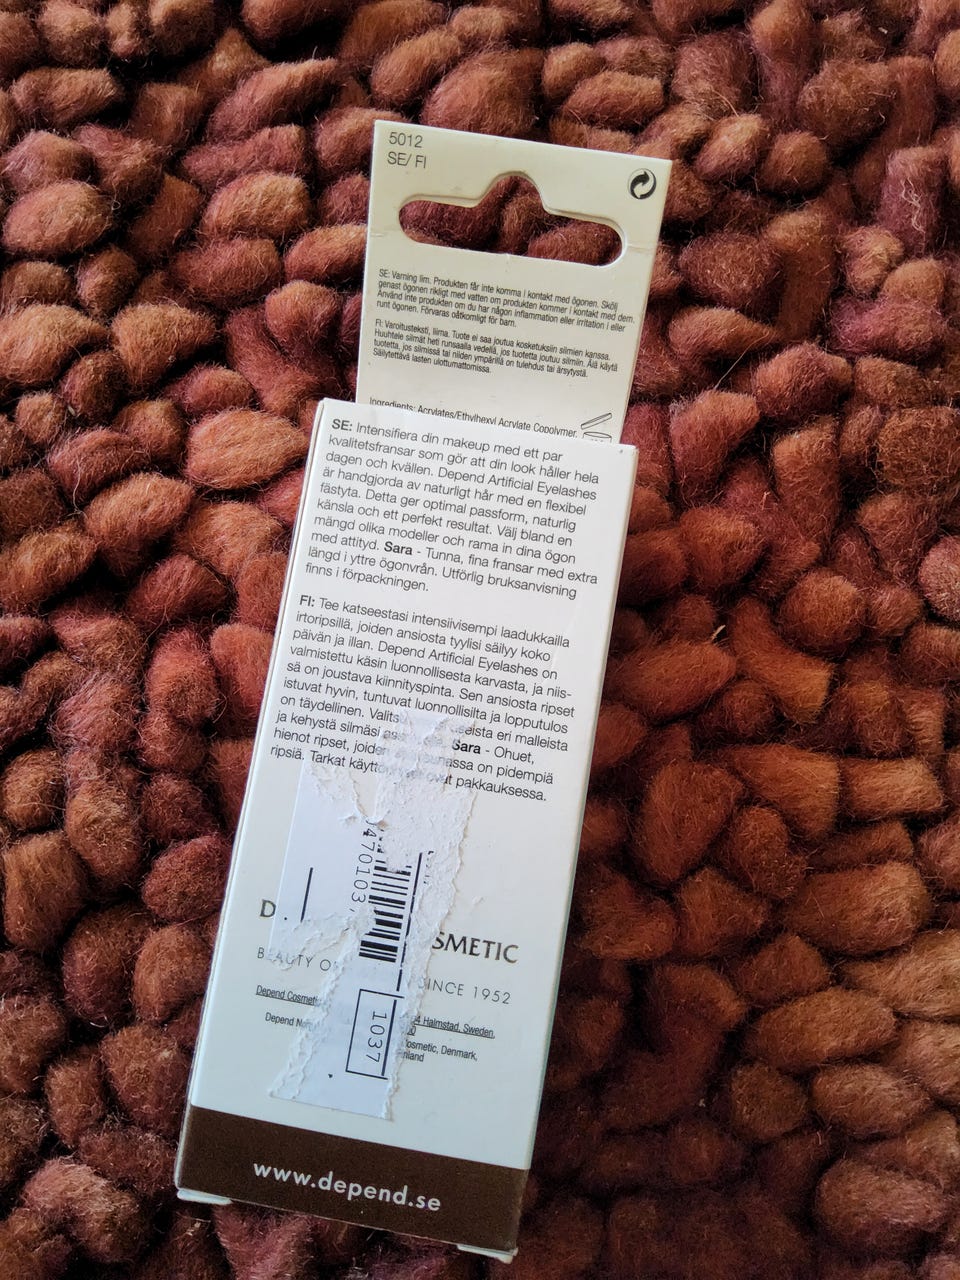 5012
SE/ FI
SE: Varning lim. Produkten får inte komma i kontakt med ögonen. Skölj
genast ögonen rikligt med vatten om produkten kommer i kontakt med dem.
Använd inte produkten om du har någon inflammation eller irritation i eller
runt ögonen. Förvaras oåtkomligt för barn.
FI: Varoitusteksti, liima. Tuote ei saa joutua kosketuksiin silmien kanssa.
Huuhtele silmät heti runsaalla vedellä, jos tuotetta joutuu silmiin. Älä käytä
tuotetta, jos silmissä tai niiden ympärillä on tulehdus tai ärsytystä.
Säilytettävä lasten ulottumattomissa.
Ingredients: Acrylates/Ethylhexyl Acrylate Copolymer,
SE: Intensifiera din makeup med ett par
kvalitetsfransar som gör att din look håller hela
dagen och kvällen. Depend Artificial Eyelashes
är handgjorda av naturligt hår med en flexibel
fästyta. Detta ger optimal passform, naturlig
känsla och ett perfekt resultat. Välj bland en
mängd olika modeller och rama in dina ögon
med attityd. Sara - Tunna, fina fransar med extra
längd i yttre ögonvrån. Utförlig bruksanvisning
finns i förpackningen.
FI: Tee katseestasi intensiivisempi laadukkailla
irtoripsillä, joiden ansiosta tyylisi säilyy koko
päivän ja illan. Depend Artificial Eyelashes on
valmistettu käsin luonnollisesta karvasta, ja niis-
sä on joustava kiinnityspinta. Sen ansiosta ripset
istuvat hyvin, tuntuvat luonnollisilta ja lopputulos
on täydellinen. eri malleista
ja kehystä silmäsi Sara - Ohuet,
hienot ripset, on pidempiä
ripsiä. Tarkat pakkauksessa.
SMETIC
BEAUTY SINCE 1952
Depend Halmstad, Sweden,
Depend Denmark,
1037
www.depend.se